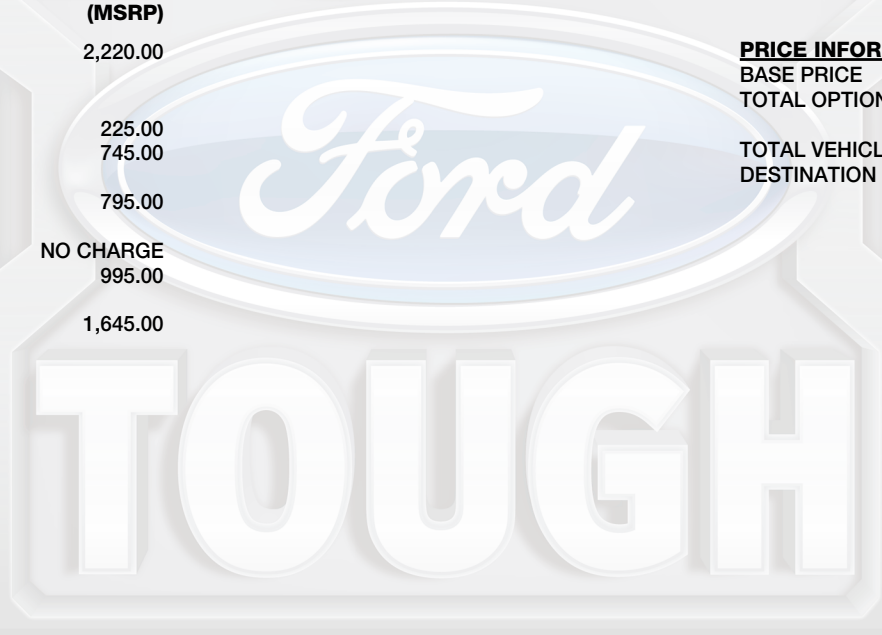 (MSRP)
2,220.00
225.00
745.00
795.00
NO CHARGE
995.00
1,645.00
PRICE INFOR
BASE PRICE
TOTAL OPTION
TOTAL VEHICL
DESTINATION
Ford
TOUGH